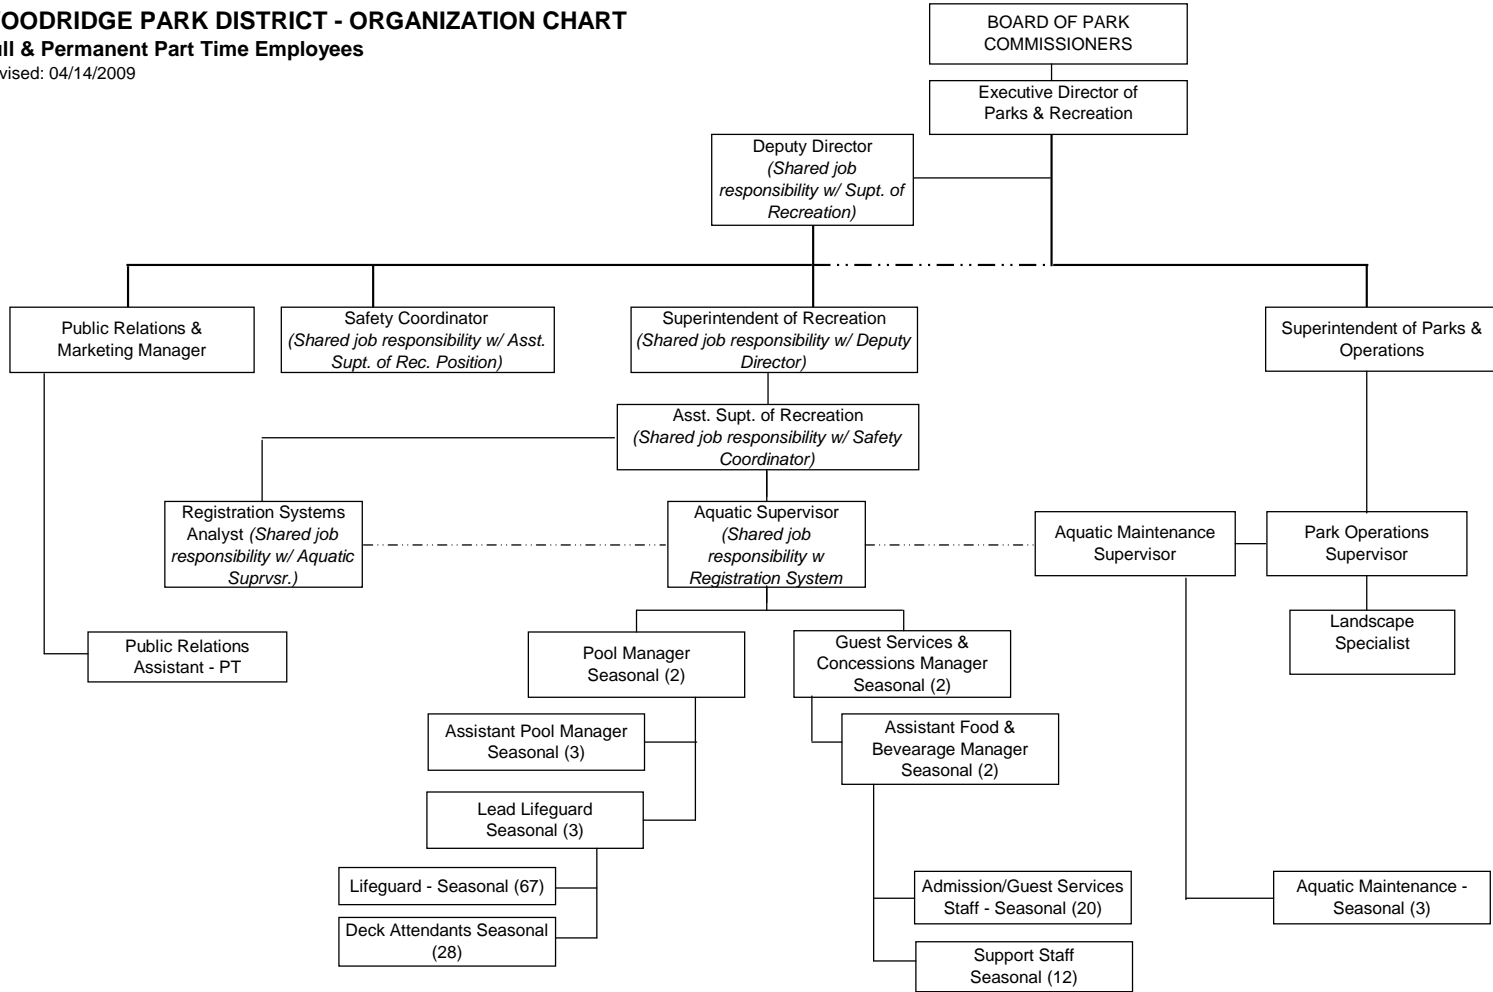 OODRIDGE PARK DISTRICT - ORGANIZATION CHART
ll & Permanent Part Time Employees
vised: 04/14/2009
BOARD OF PARK
COMMISSIONERS
Executive Director of
Parks & Recreation
Deputy Director
(Shared job
responsibility w/ Supt. of
Recreation)
Public Relations &
Marketing Manager
Safety Coordinator
(Shared job responsibility w/ Asst.
Supt. of Rec. Position)
Superintendent of Recreation
(Shared job responsibility w/ Deputy
Director)
Superintendent of Parks &
Operations
Asst. Supt. of Recreation
(Shared job responsibility w/ Safety
Coordinator)
Registration Systems
Analyst (Shared job
responsibility w/ Aquatic
Suprvsr.)
Aquatic Supervisor
(Shared job
responsibility w
Registration System
Aquatic Maintenance
Supervisor
Park Operations
Supervisor
Landscape
Specialist
Public Relations
Assistant - PT
Pool Manager
Seasonal (2)
Guest Services &
Concessions Manager
Seasonal (2)
Assistant Pool Manager
Seasonal (3)
Assistant Food &
Bevearage Manager
Seasonal (2)
Lead Lifeguard
Seasonal (3)
Lifeguard - Seasonal (67)
Deck Attendants Seasonal
(28)
Admission/Guest Services
Staff - Seasonal (20)
Support Staff
Seasonal (12)
Aquatic Maintenance -
Seasonal (3)